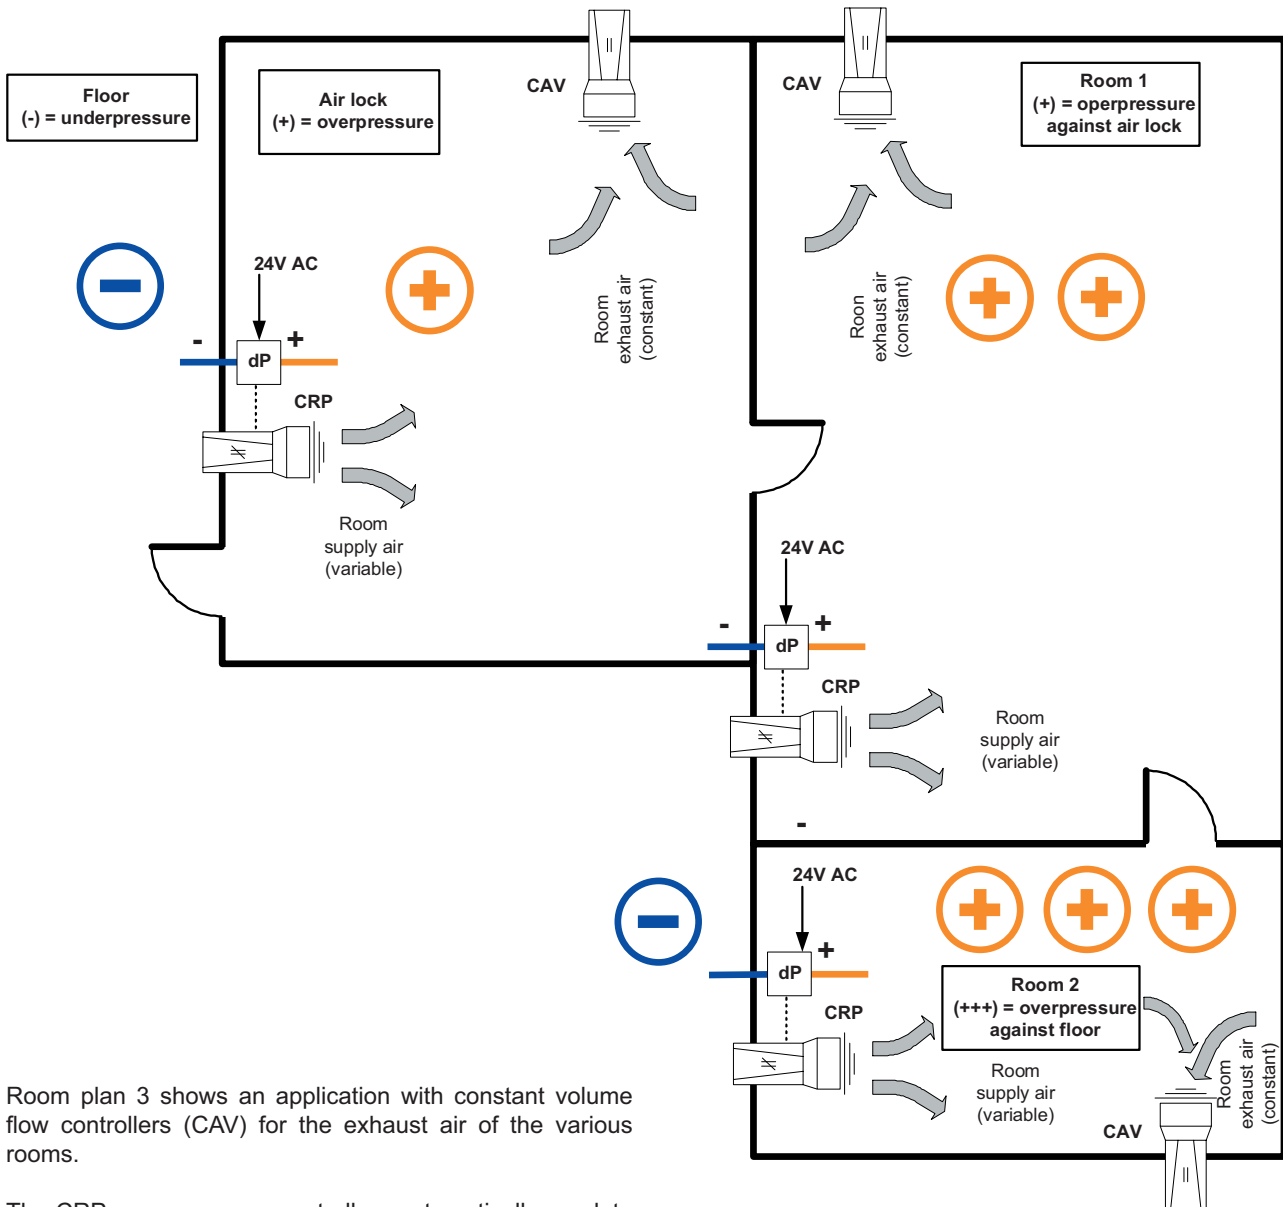 CAV
CAV
Floor
(-) = underpressure
Air lock
(+) = overpressure
Room 1
(+) = operpressure
against air lock
24V AC
- +
dP
CRP
Room
exhaust air
(constant)
Roon
exhaust air
(constant)
Room
supply air
(variable)
24V AC
- +
dP
CRP
Room
supply air
(variable)
-
24V AC
+
dP
CRP
Room 2
(+++) = overpressure
against floor
Room
supply air
(variable)
Room
exhaust air
(constant)
CAV
Room plan 3 shows an application with constant volume
flow controllers (CAV) for the exhaust air of the various
rooms.